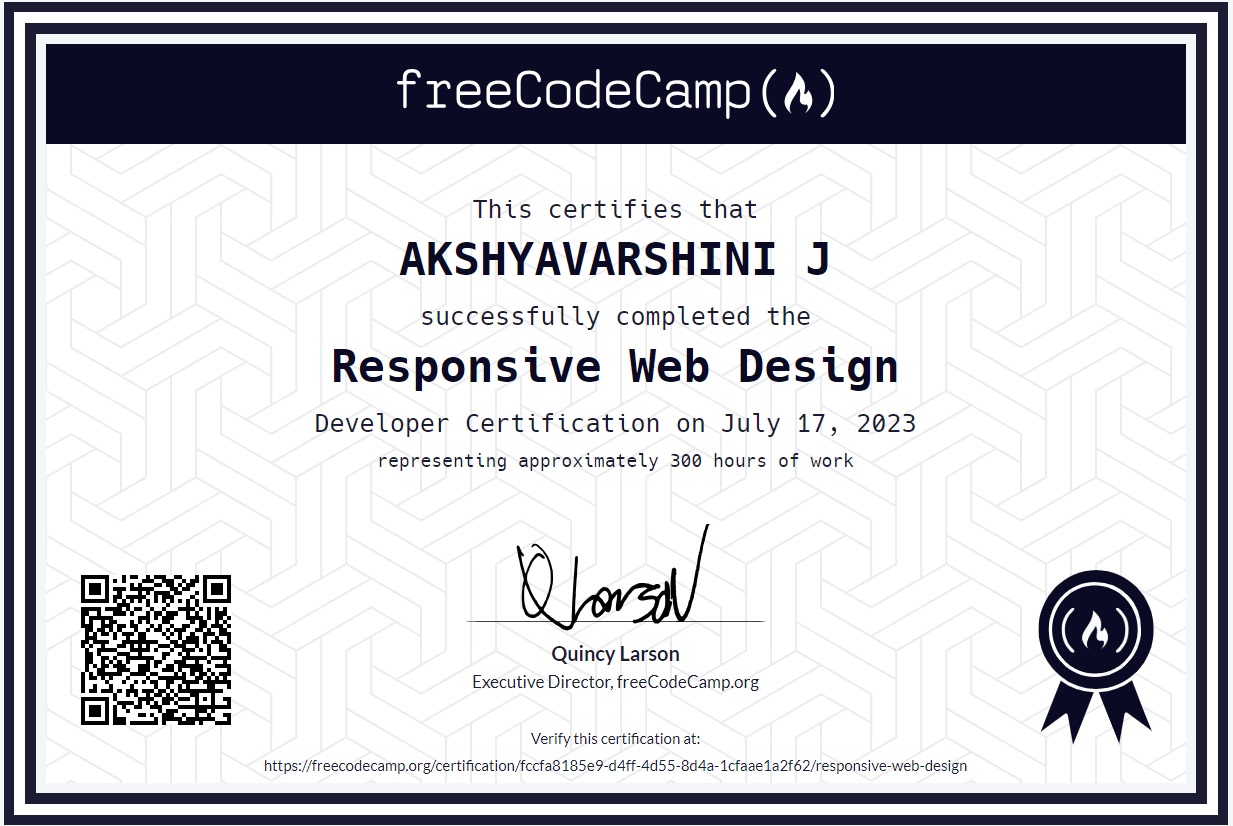 freeCodeCamp(🔥)
This certifies that
AKSHYAVARSHINI J
successfully completed the
Responsive Web Design
Developer Certification on July 17, 2023
representing approximately 300 hours of work
Q Larson
Quincy Larson
Executive Director, freeCodeCamp.org
Verify this certification at:
https://freecodecamp.org/certification/fccfa8185e9-d4ff-4d55-8d4a-1cfaae1a2f62/responsive-web-design